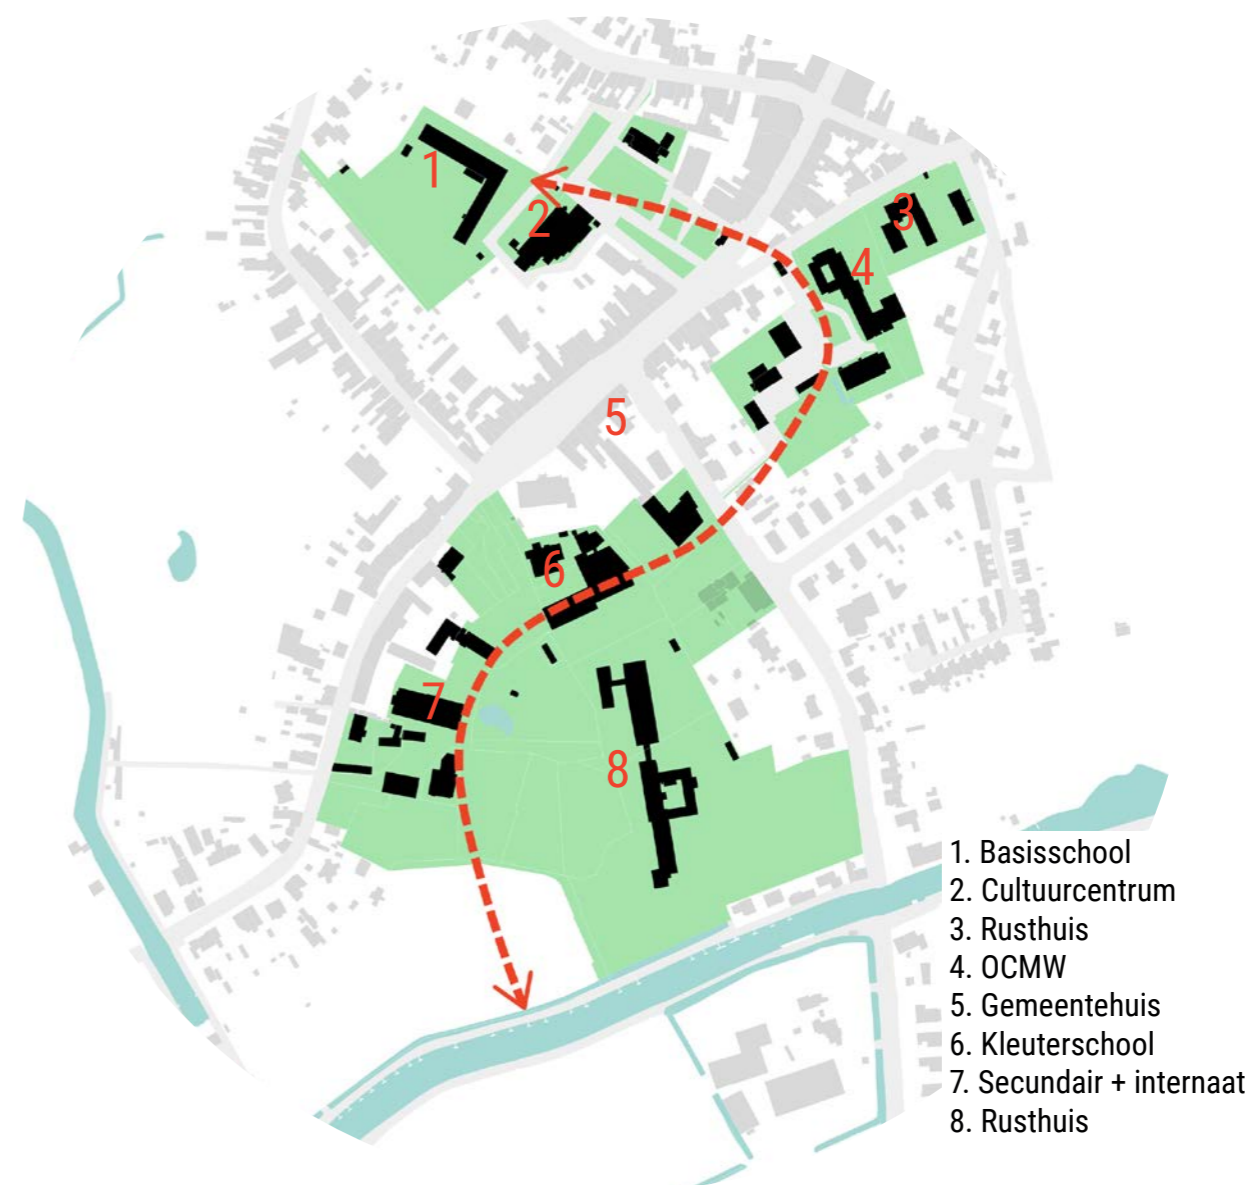 1
2
3
4
5
6
7
8
1. Basisschool
2. Cultuurcentrum
3. Rusthuis
4. OCMW
5. Gemeentehuis
6. Kleuterschool
7. Secundair + internaat
8. Rusthuis